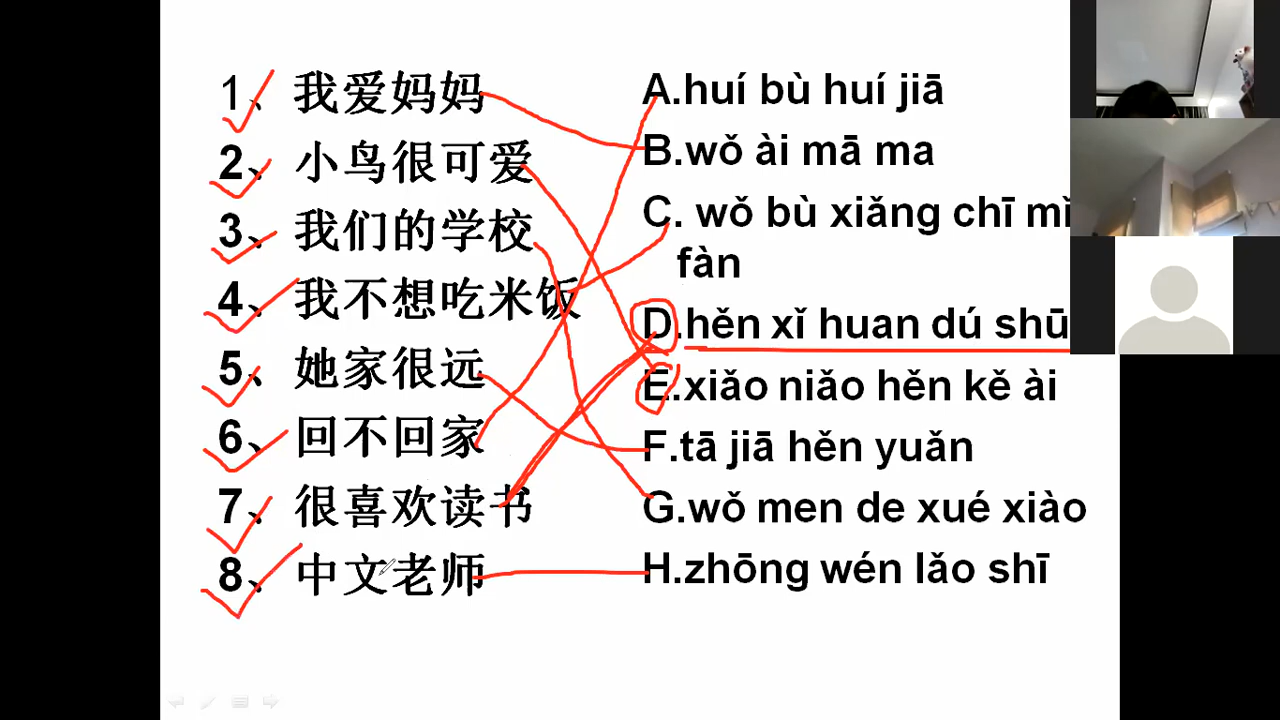 1、我爱妈妈
2、小鸟很可爱
3、我们的学校
4、我不想吃米饭
5、她家很远
6、回不回家
7、很喜欢读书
8、中文老师
A.huí bù huí jiā
B.wǒ ài mā ma
C. wǒ bù xiǎng chī mǐ
fàn
D.hěn xǐ huan dú shū
E.xiǎo niǎo hěn kě ài
F.tā jiā hěn yuǎn
G.wǒ men de xué xiào
H.zhōng wén lǎo shī